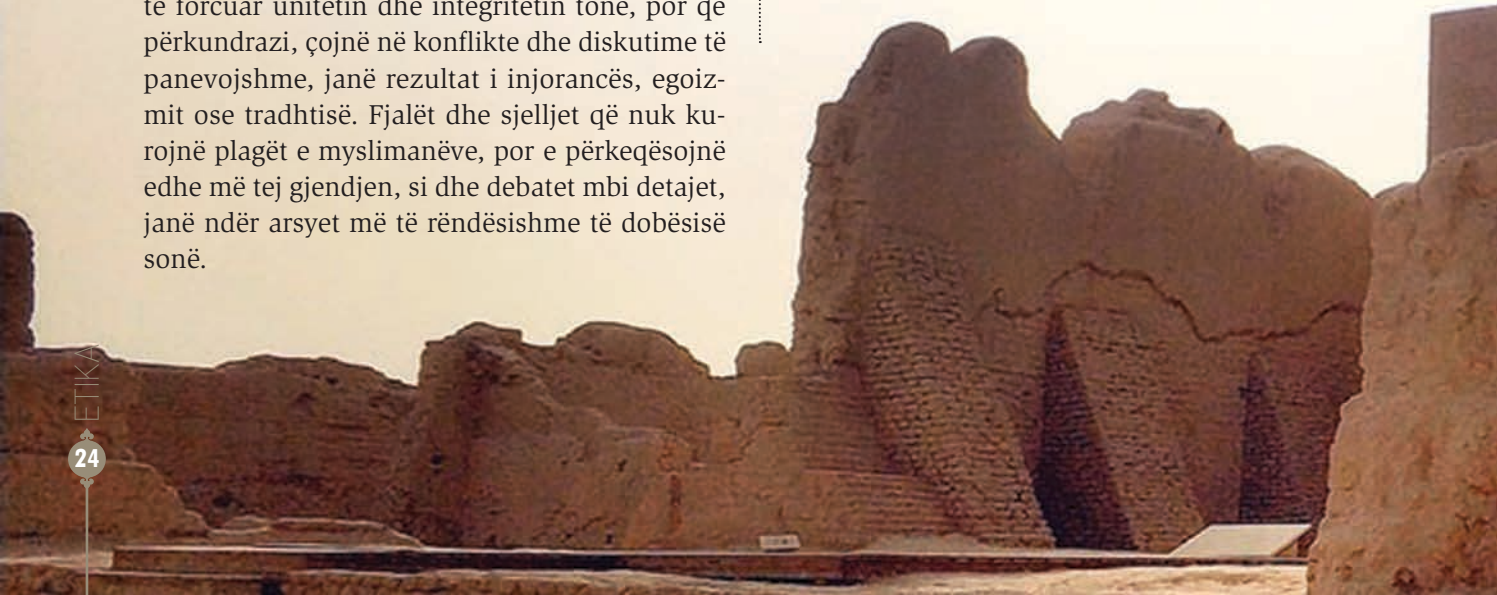 të forcuar unitetin dhe integritetin tonë, por që
përkundrazi, çojnë në konflikte dhe diskutime të
panevojshme, janë rezultat i injorancës, egoiz-
mit ose tradhtisë. Fjalët dhe sjelljet që nuk ku-
rojnë plagët e myslimanëve, por e përkeqësojnë
edhe më tej gjendjen, si dhe debatet mbi detajet,
janë ndër arsyet më të rëndësishme të dobësisë
sonë.
ETIKA
24